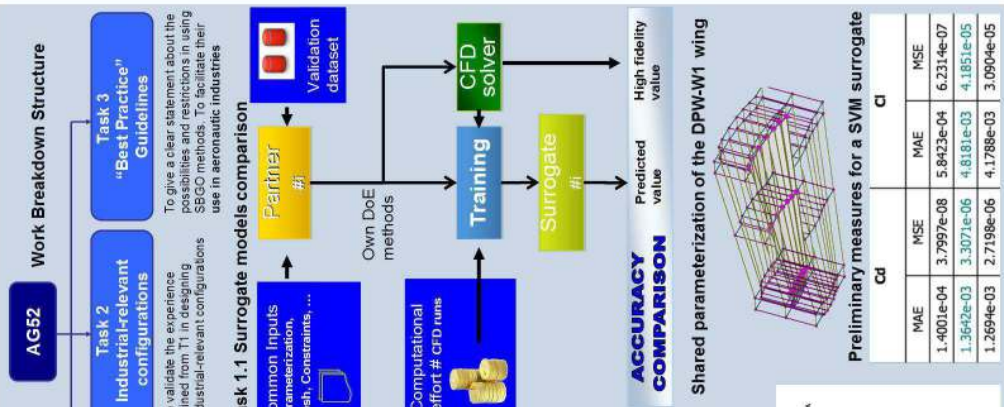 AG52
Work Breakdown Structure
Task 2
Industrial-relevant
configurations
Task 3
“Best Practice”
Guidelines
o validate the experience
ined from T1 in designing
dustrial-relevant configurations
To give a clear statement about the
possibilities and restrictions in using
SBGO methods. To facilitate their
use in aeronautic industries
ask 1.1 Surrogate models comparison
ommon Inputs
rameterization,
sh, Constraints, ...
Partner
#i
Validation
dataset
Own DoE
methods
Computational
effort # CFD runs
Training
CFD
solver
Surrogate
#i
ACCURACY
COMPARISON
Predicted
value
High fidelity
value
Shared parameterization of the DPW-W1 wing
Preliminary measures for a SVM surrogate
Cd Cl
MAE MSE MAE MSE
1.4001e-04 3.7997e-08 5.8423e-04 6.2314e-07
1.3642e-03 3.3071e-06 4.8181e-03 4.1851e-05
1.2694e-03 2.7198e-06 4.1788e-03 3.0904e-05